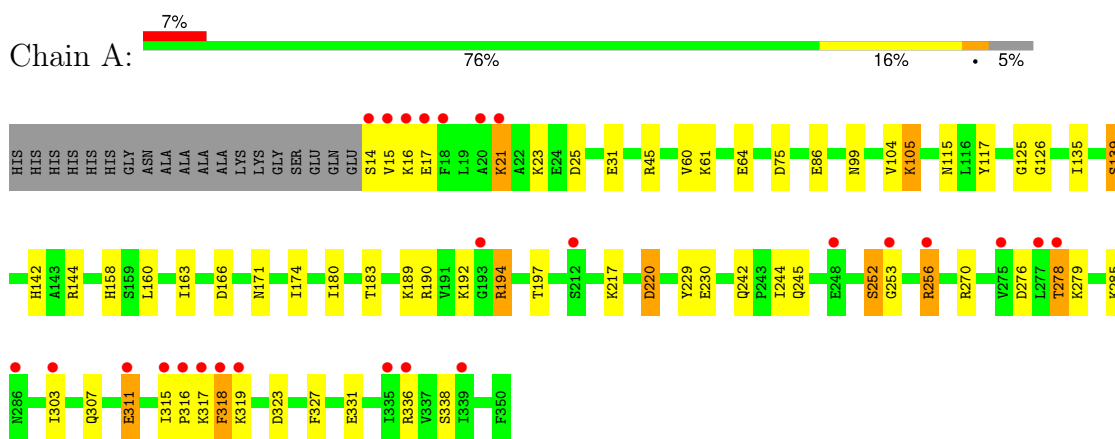 7%
Chain A:
76% 16% • 5%
HIS HIS HIS HIS HIS HIS GLY ASN ALA ALA ALA ALA ALA LYS LYS GLY SER GLU GLN GLU S14 V15 K16 E17 F18 L19 A20 K21 A22 K23 E24 D25 E31 R45 V60 K61 E64 D75 E86 N99 V104 K105 N115 L116 Y117 G125 G126 I135 S139
H142 A143 R144 H158 S159 L160 I163 D166 N171 I174 I180 T183 K189 R190 V191 K192 G193 R194 T197 S212 K217 D220 Y229 E230 Q242 P243 I244 Q245 E248 S252 G253 R256 R270 V275 D276 L277 T278 K279
N286 I303 Q307 E311 I315 P316 K317 F318 K319 D323 F327 E331 I335 R336 V337 S338 I339 F350